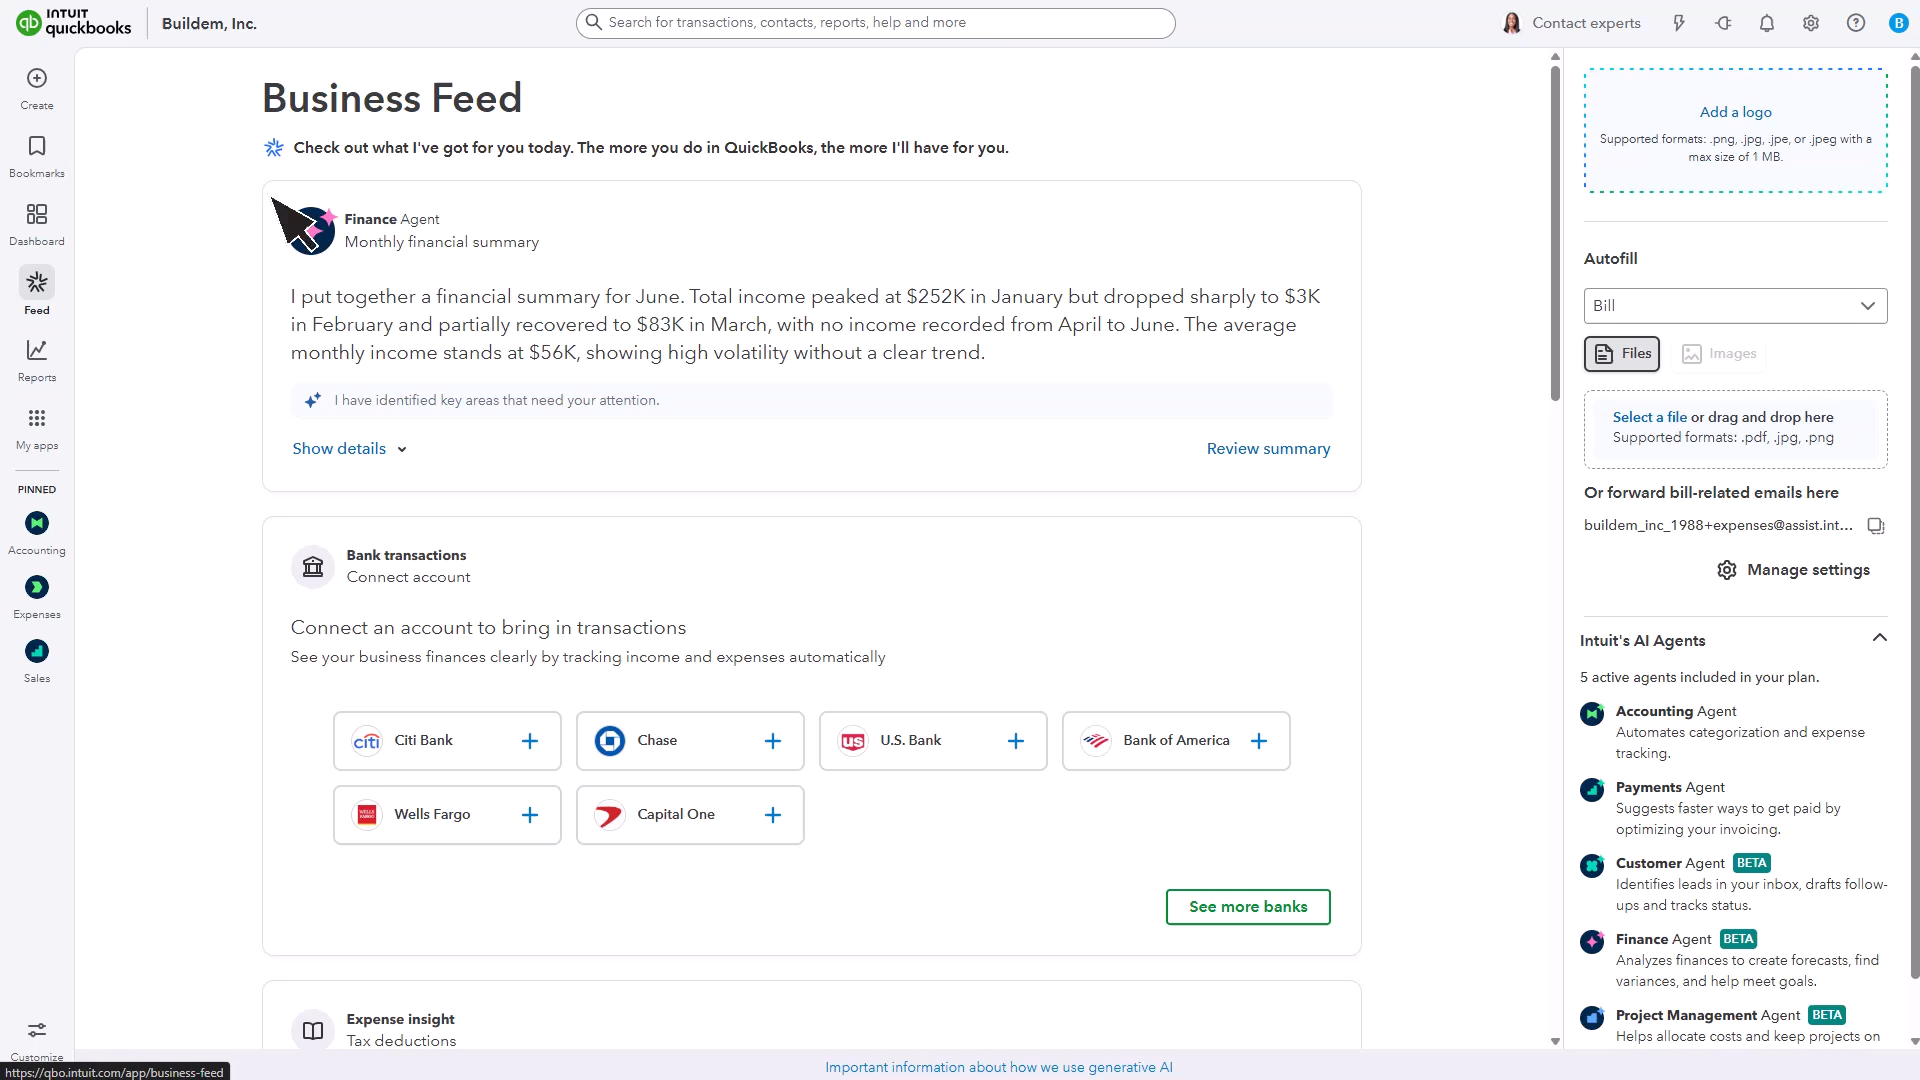 INTUIT
quickbooks
Buildem, Inc.
Search for transactions, contacts, reports, help and more
Contact experts
B
Create
Bookmarks
Dashboard
Feed
Reports
My apps
PINNED
Accounting
Expenses
Sales
Customize
https://qbo.intuit.com/app/business-feed
Business Feed
Check out what I've got for you today. The more you do in QuickBooks, the more I'll have for you.
Finance Agent
Monthly financial summary
I put together a financial summary for June. Total income peaked at $252K in January but dropped sharply to $3K
in February and partially recovered to $83K in March, with no income recorded from April to June. The average
monthly income stands at $56K, showing high volatility without a clear trend.
I have identified key areas that need your attention.
Show details
Review summary
Bank transactions
Connect account
Connect an account to bring in transactions
See your business finances clearly by tracking income and expenses automatically
citi Citi Bank
Chase
us U.S. Bank
Bank of America
WELLS FARGO Wells Fargo
Capital One
See more banks
Expense insight
Tax deductions
Important information about how we use generative AI
Add a logo
Supported formats: .png, .jpg, .jpe, or .jpeg with a
max size of 1 MB.
Autofill
Bill
Files
Images
Select a file or drag and drop here
Supported formats: .pdf, .jpg, .png
Or forward bill-related emails here
buildem_inc_1988+expenses@assist.int...
Manage settings
Intuit's AI Agents
5 active agents included in your plan.
Accounting Agent
Automates categorization and expense
tracking.
Payments Agent
Suggests faster ways to get paid by
optimizing your invoicing.
Customer Agent BETA
Identifies leads in your inbox, drafts follow-
ups and tracks status.
Finance Agent BETA
Analyzes finances to create forecasts, find
variances, and help meet goals.
Project Management Agent BETA
Helps allocate costs and keep projects on